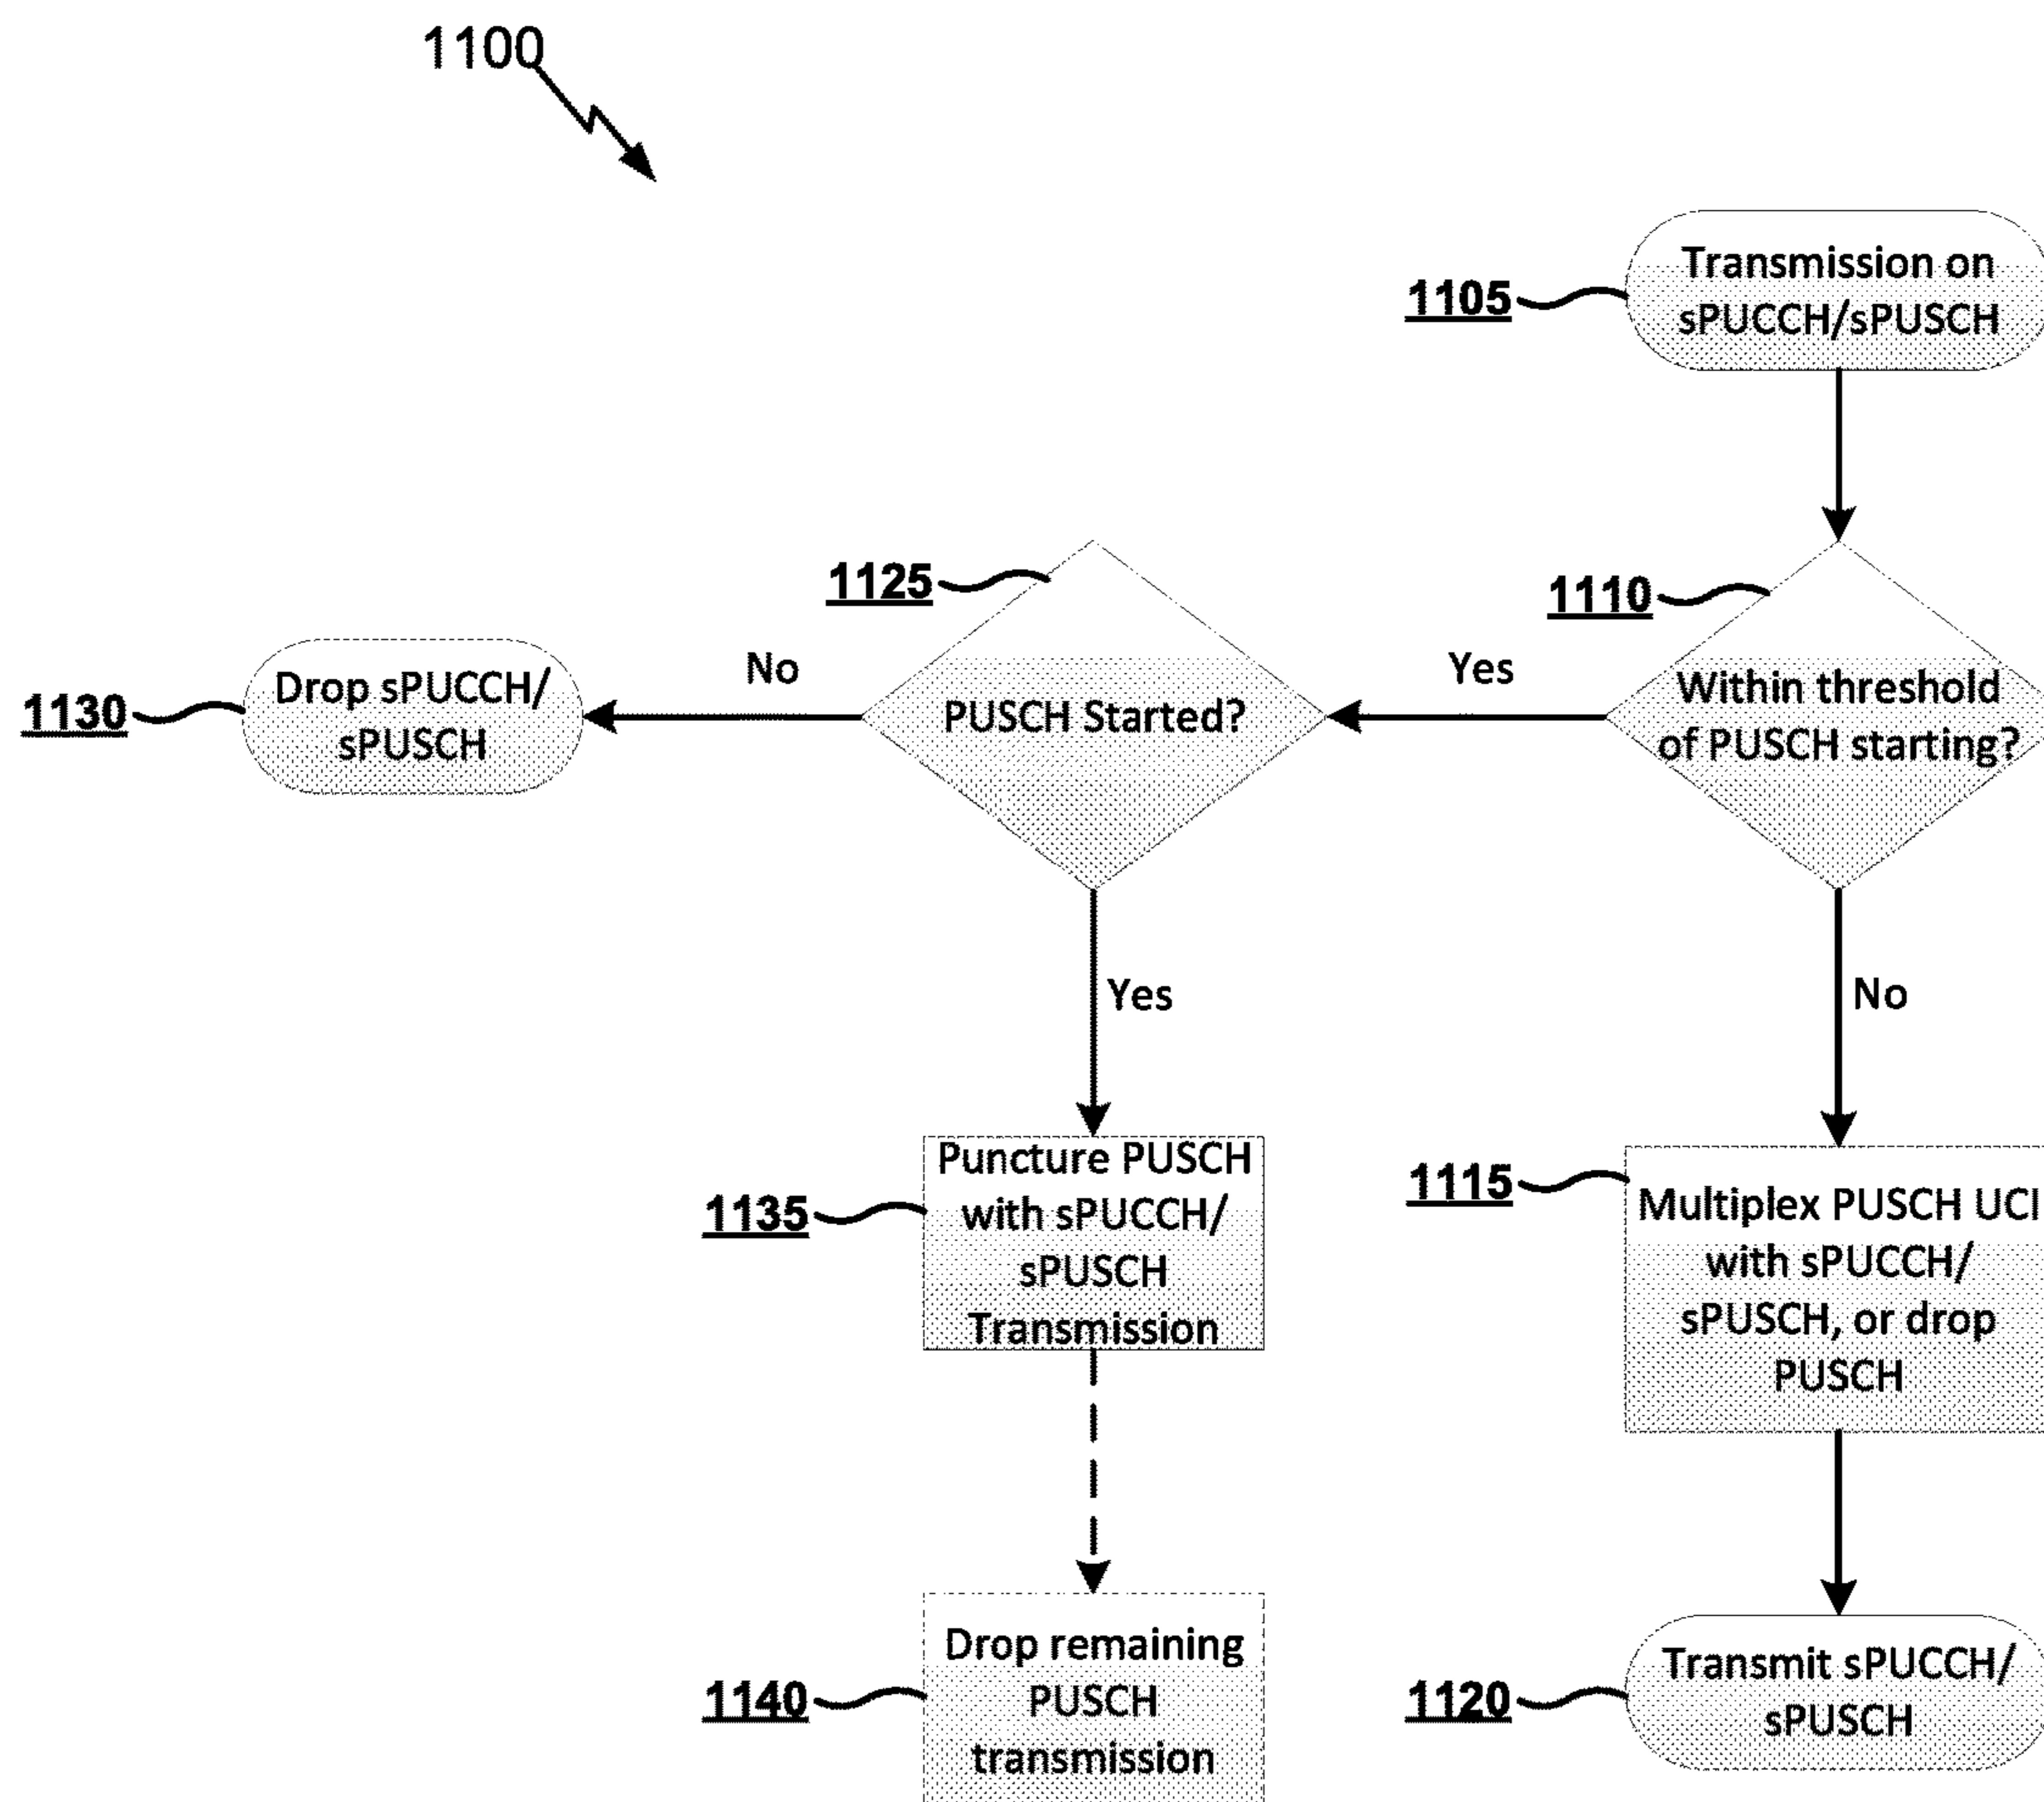 1100
1105
Transmission on
sPUCCH/sPUSCH
1110
Within threshold
of PUSCH starting?
Yes
1125
PUSCH Started?
No
1130
Drop sPUCCH/
sPUSCH
Yes
No
1135
Puncture PUSCH
with sPUCCH/
sPUSCH
Transmission
1115
Multiplex PUSCH UCI
with sPUCCH/
sPUSCH, or drop
PUSCH
1140
Drop remaining
PUSCH
transmission
1120
Transmit sPUCCH/
sPUSCH